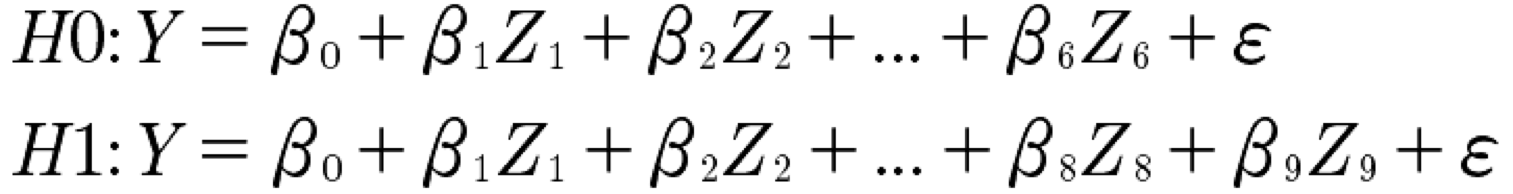 H0: Y = β₀ + β₁Z₁ + β₂Z₂ + ... + β₆Z₆ + ε
H1: Y = β₀ + β₁Z₁ + β₂Z₂ + ... + β₈Z₈ + β₉Z₉ + ε